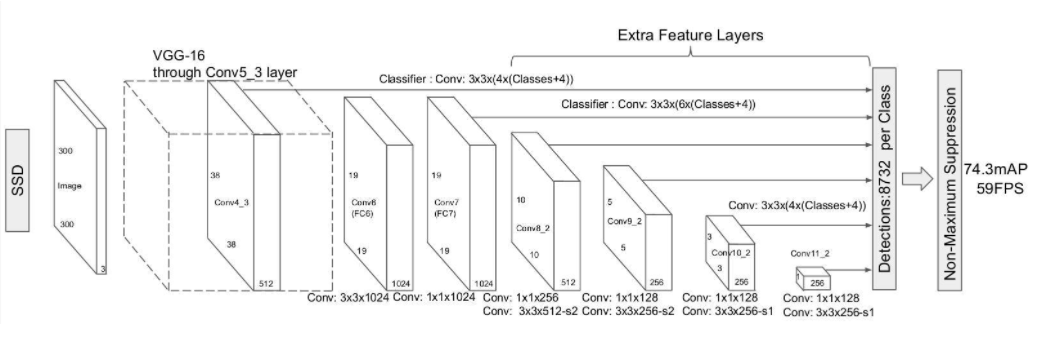 Extra Feature Layers
VGG-16
through Conv5_3 layer
Classifier : Conv: 3x3x(4x(Classes+4))
Classifier : Conv: 3x3x(6x(Classes+4))
SSD
300
Image
300
3
38
Conv4_3
38
512
19
Conv6
(FC6)
19
1024
19
Conv7
(FC7)
19
1024
10
Conv8_2
10
512
5
Conv9_2
5
256
Conv: 3x3x(4x(Classes+4))
3
Conv10_2
3
256
Conv11_2
1
256
Detections:8732 per Class
Non-Maximum Suppression
74.3mAP
59FPS
Conv: 3x3x1024
Conv: 1x1x1024
Conv: 1x1x256
Conv: 3x3x512-s2
Conv: 1x1x128
Conv: 3x3x256-s2
Conv: 1x1x128
Conv: 3x3x256-s1
Conv: 1x1x128
Conv: 3x3x256-s1